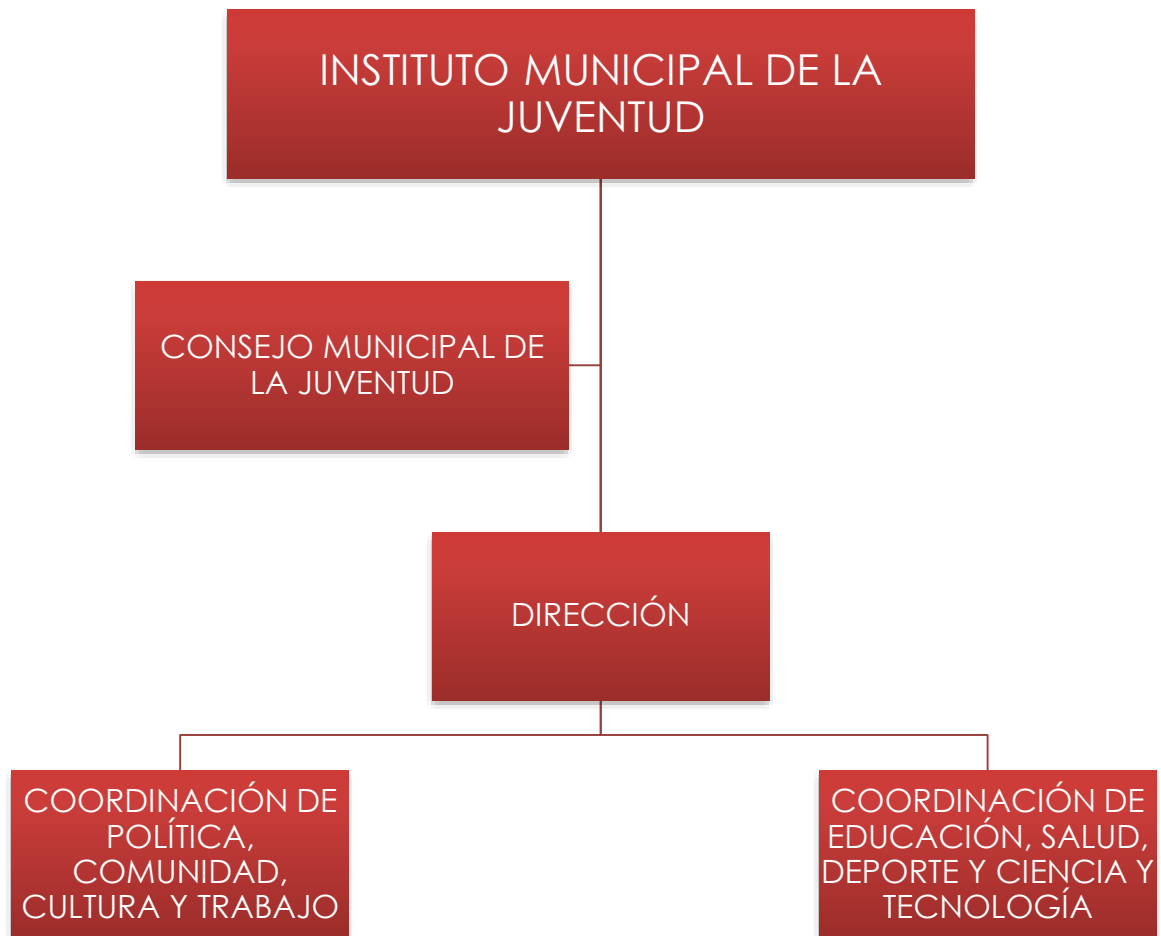 INSTITUTO MUNICIPAL DE LA
JUVENTUD
CONSEJO MUNICIPAL DE
LA JUVENTUD
DIRECCIÓN
COORDINACIÓN DE
POLÍTICA,
COMUNIDAD,
CULTURA Y TRABAJO
COORDINACIÓN DE
EDUCACIÓN, SALUD,
DEPORTE Y CIENCIA Y
TECNOLOGÍA